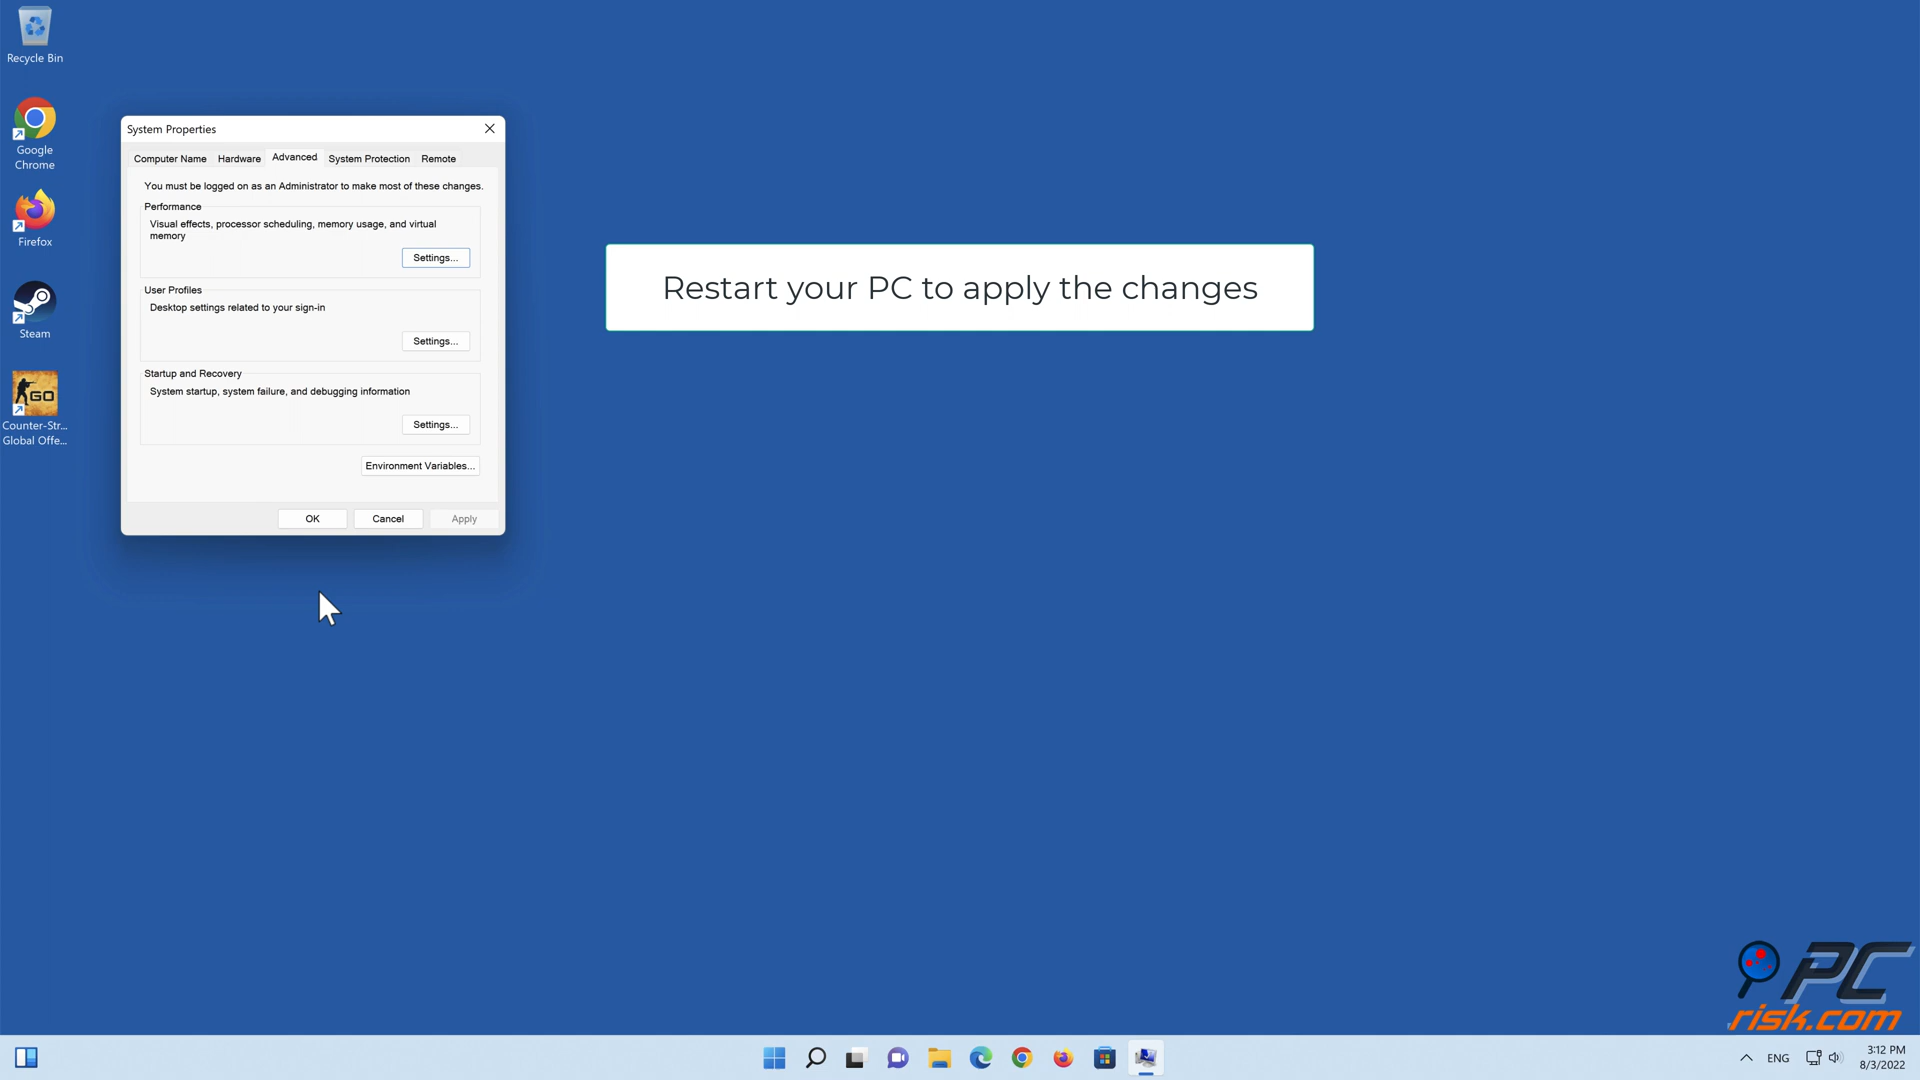 Recycle Bin
Google
Chrome
Firefox
Steam
GO
Counter-Str...
Global Offe...
System Properties
Computer Name Hardware Advanced System Protection Remote
You must be logged on as an Administrator to make most of these changes.
Performance
Visual effects, processor scheduling, memory usage, and virtual
memory
Settings...
User Profiles
Desktop settings related to your sign-in
Settings...
Startup and Recovery
System startup, system failure, and debugging information
Settings...
Environment Variables...
OK Cancel Apply
Restart your PC to apply the changes
PC
risk.com
ENG
3:12 PM
8/3/2022